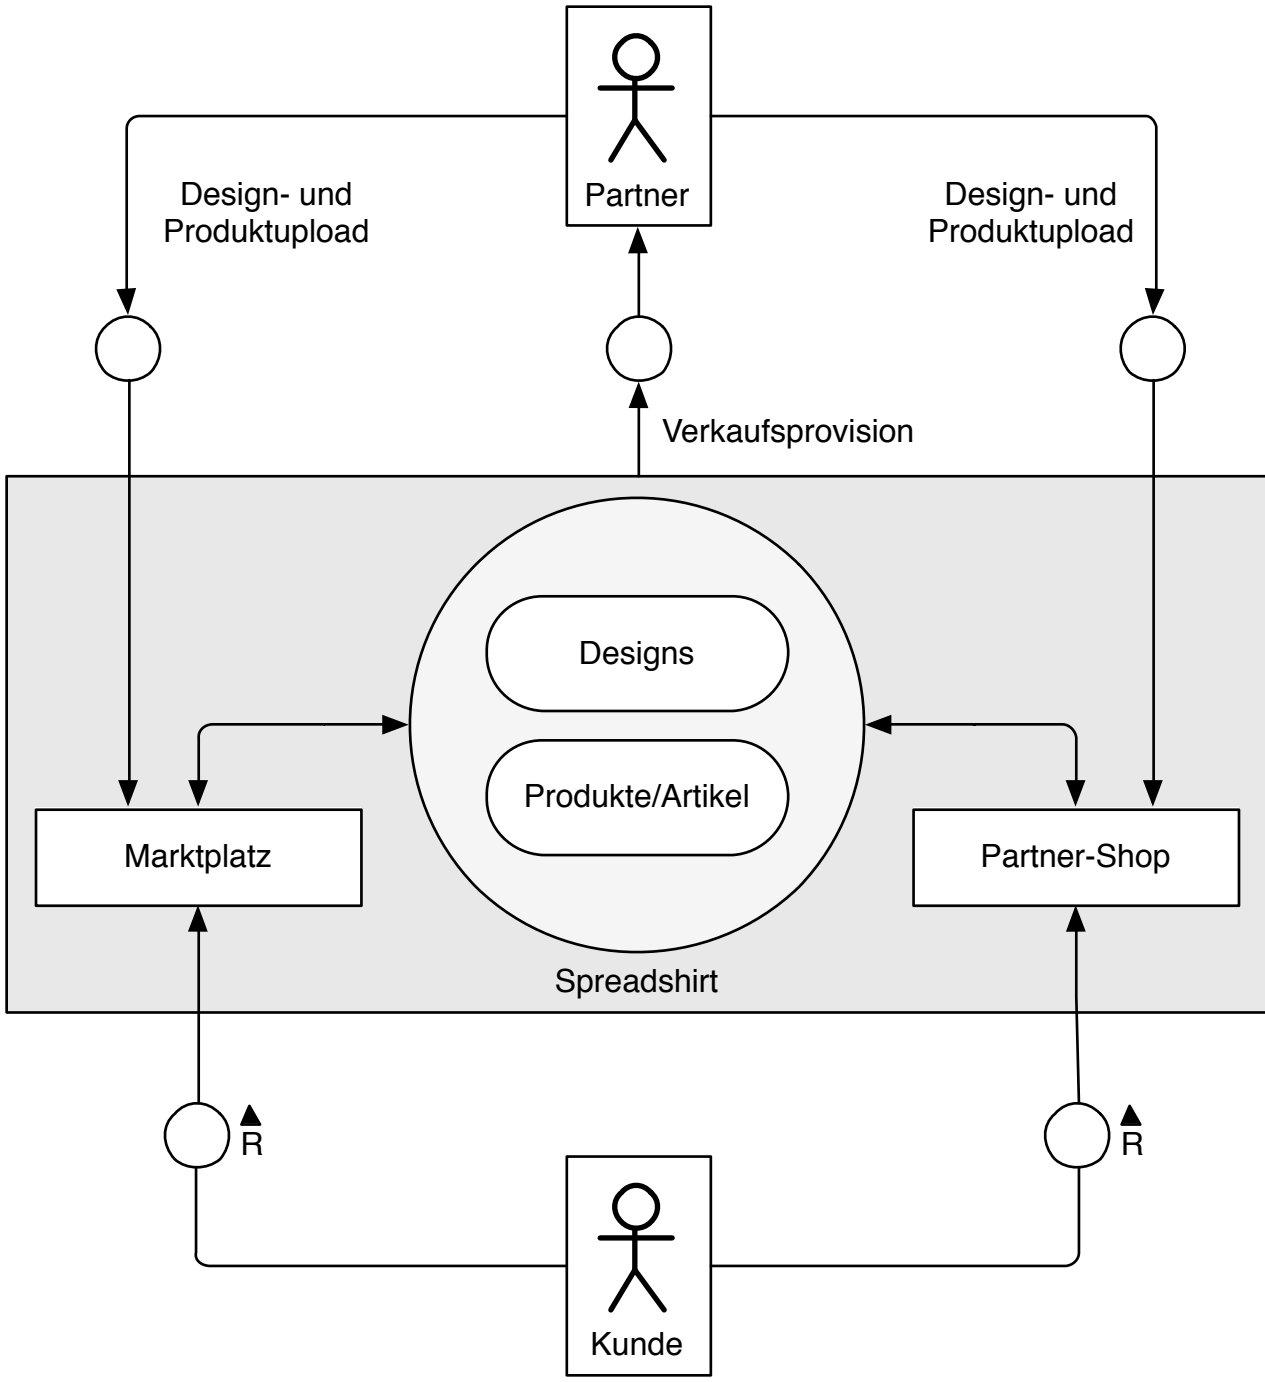 Partner
Design- und
Produktupload
Design- und
Produktupload
Verkaufsprovision
Designs
Produkte/Artikel
Marktplatz
Partner-Shop
Spreadshirt
R
R
Kunde